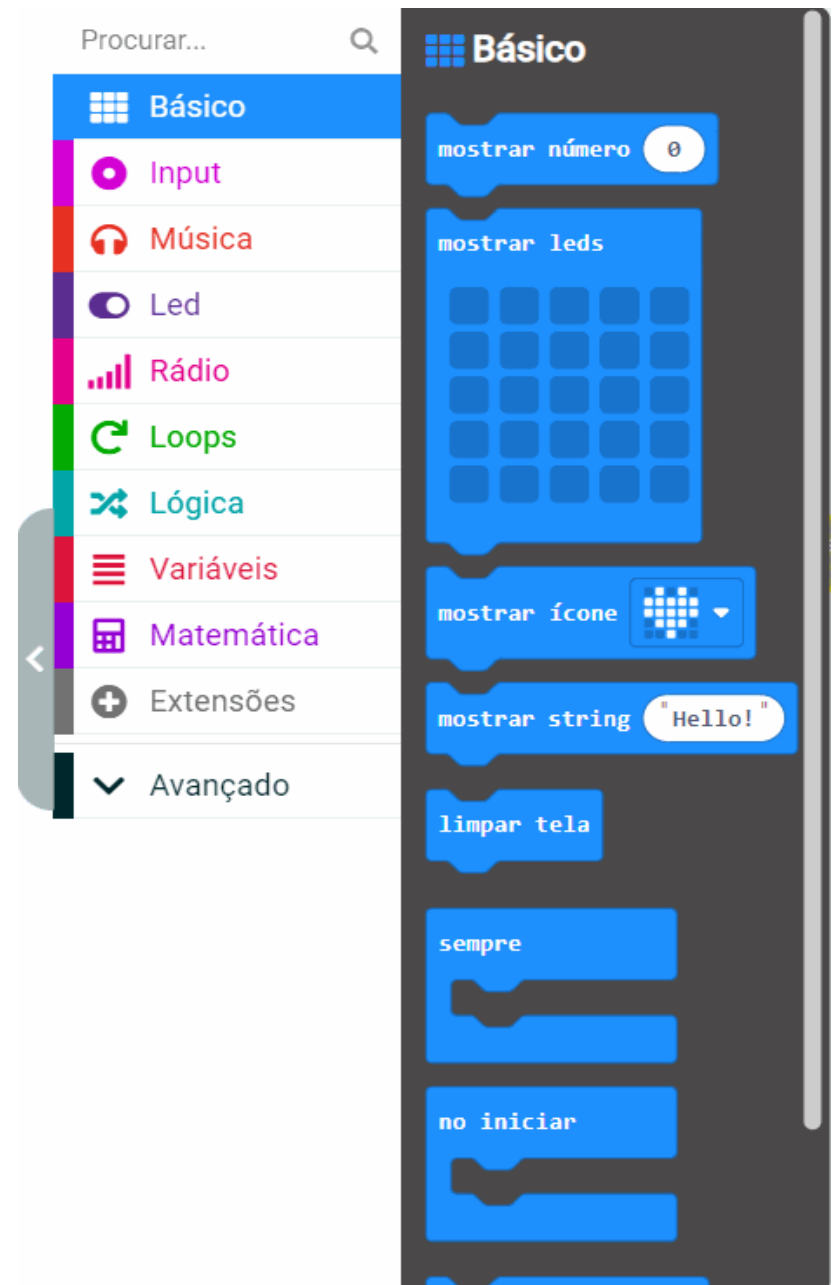 Procurar...
Básico
Input
Música
Led
Rádio
Loops
Lógica
Variáveis
Matemática
Extensões
Avançado
Básico
mostrar número 0
mostrar leds
mostrar ícone
mostrar string "Hello!"
limpar tela
sempre
no iniciar